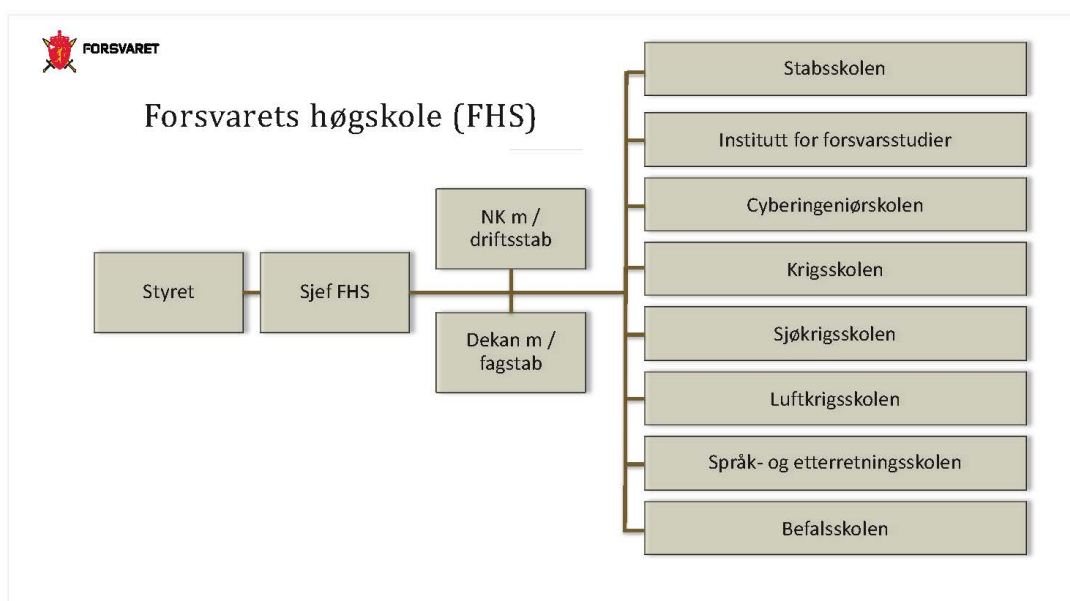 FORSVARET
Forsvarets høgskole (FHS)
Styret
Sjef FHS
NK m /
driftsstab
Dekan m /
fagstab
Stabsskolen
Institutt for forsvarsstudier
Cyberingeniørskolen
Krigsskolen
Sjøkrigsskolen
Luftkrigsskolen
Språk- og etterretningsskolen
Befalsskolen